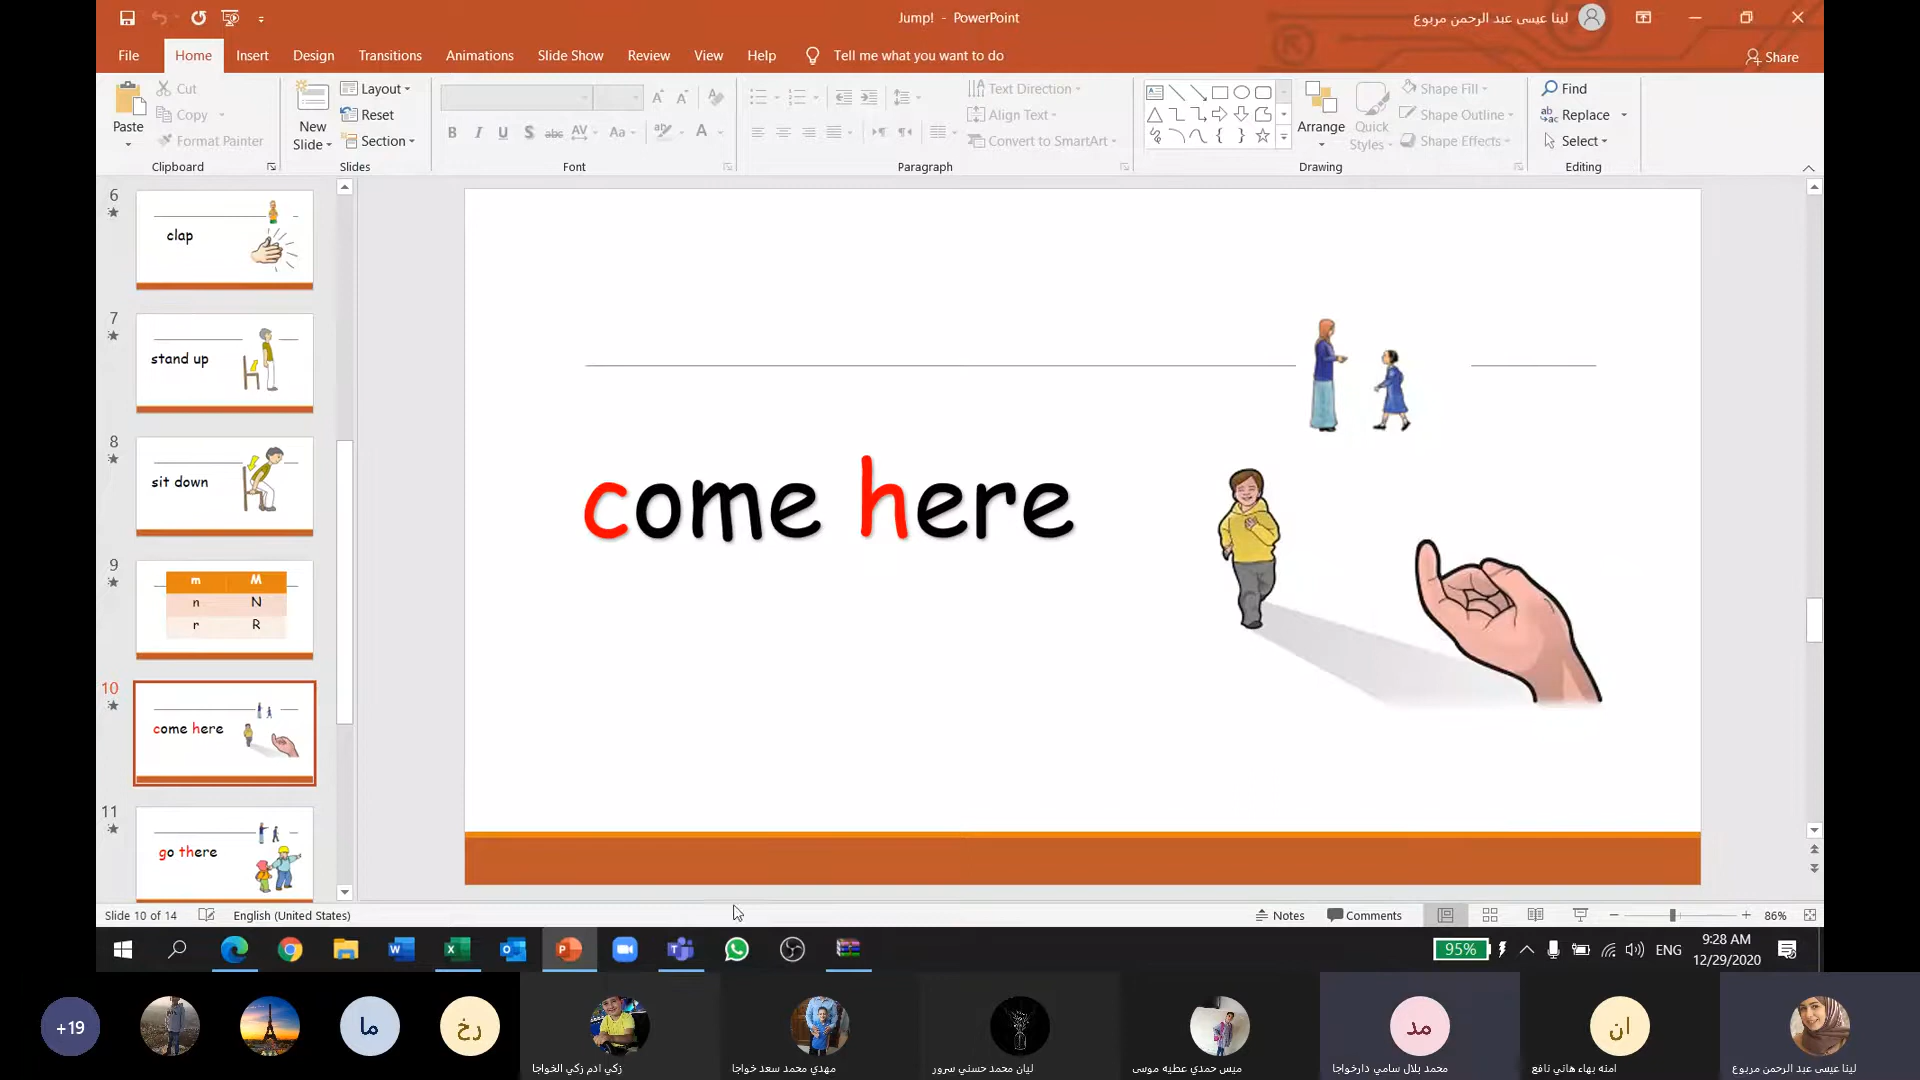 Jump! - PowerPoint
لينا عيسى عبد الرحمن مربوع
File Home Insert Design Transitions Animations Slide Show Review View Help Tell me what you want to do Share
Paste Cut Copy Format Painter
Clipboard
New Slide Layout Reset Section
Slides
B I U S abc AV Aa A
Font
Text Direction
Align Text
Convert to SmartArt
Paragraph
Arrange Quick Styles Shape Fill Shape Outline Shape Effects
Drawing
Find
Replace
Select
Editing
6
clap
7
stand up
8
sit down
9
m M
n N
r R
10
come here
11
go there
come here
Slide 10 of 14 English (United States) Notes Comments 86%
95% ENG 9:28 AM
12/29/2020
+19 ما رخ مد ان
زكي ادم زكي الخواجا
مهدي محمد سعد خواجا
ليان محمد حسني سرور
ميس حمدي عطيه موسى
محمد بلال سامي دارخواجا
امنه بهاء هاني نافع
لينا عيسى عبد الرحمن مربوع